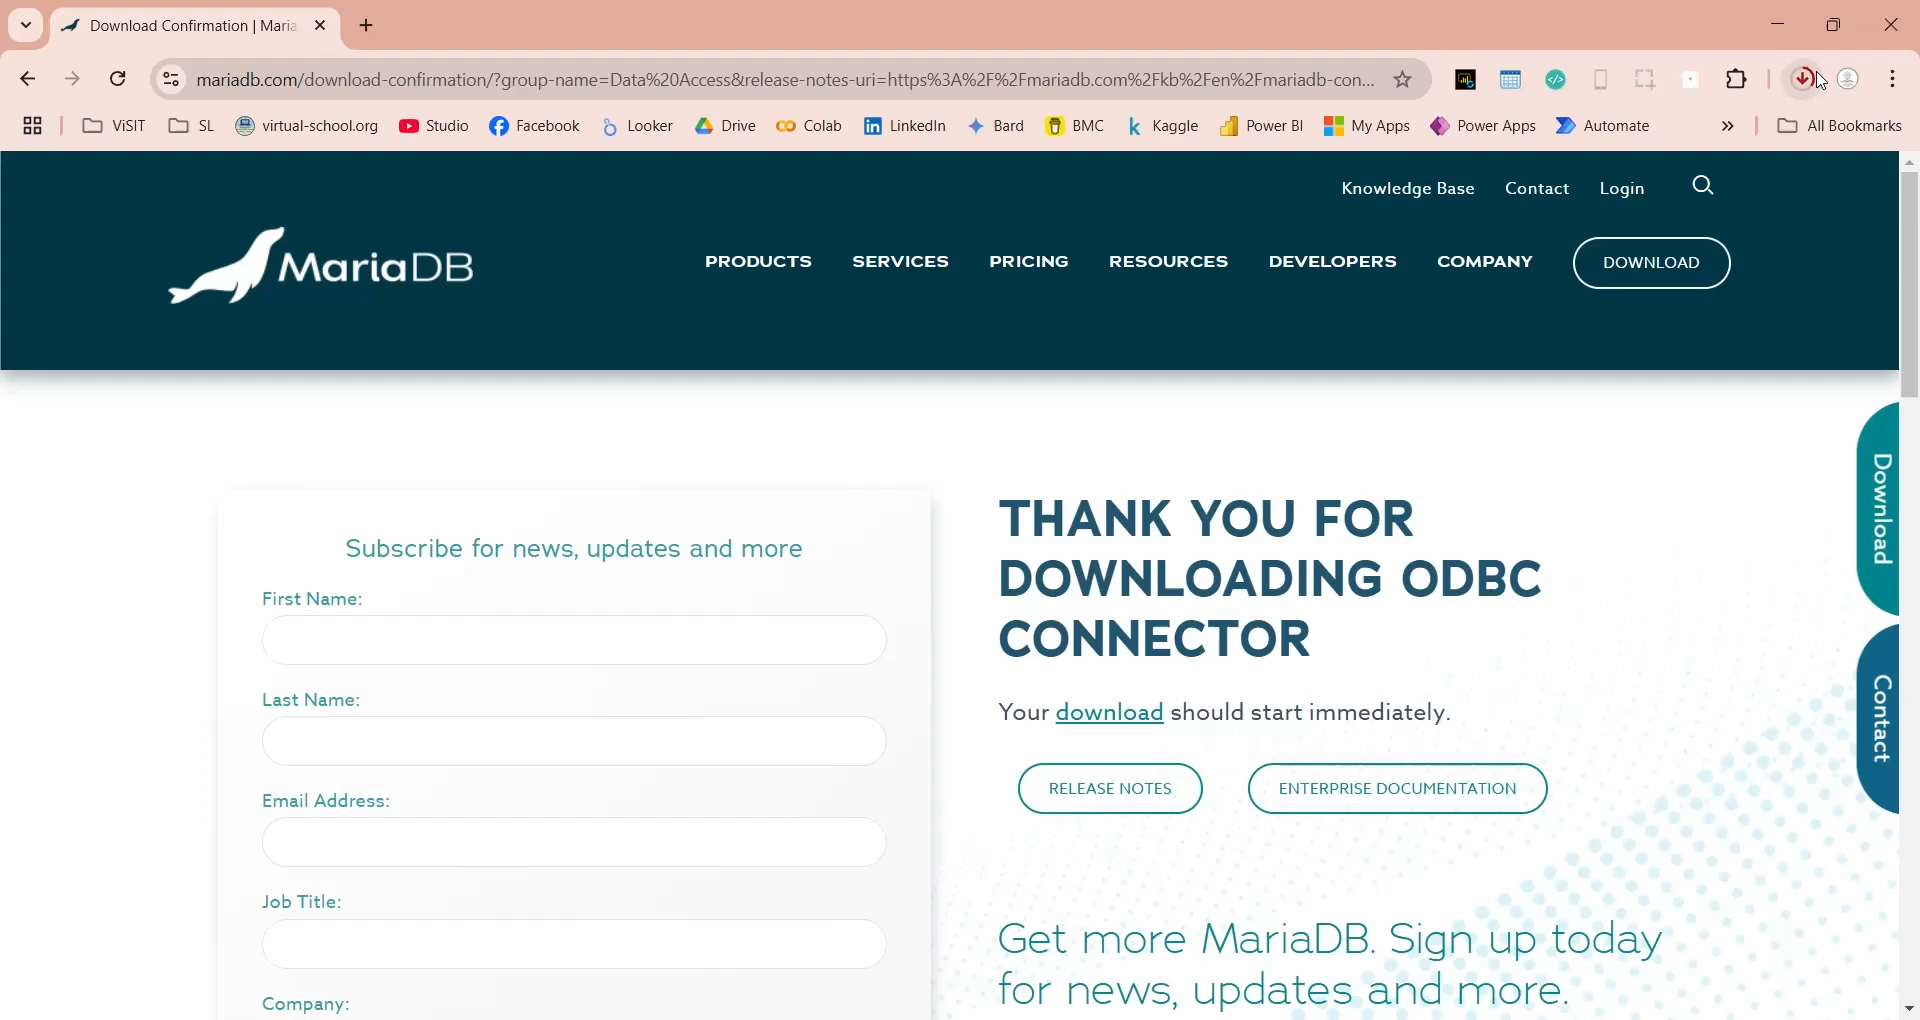 Download Confirmation | Maria
mariadb.com/download-confirmation/?group-name=Data%20Access&release-notes-uri=https%3A%2F%2Fmariadb.com%2Fkb%2Fen%2Fmariadb-con...
ViSIT SL virtual-school.org Studio Facebook Looker Drive Colab LinkedIn Bard BMC Kaggle Power BI My Apps Power Apps Automate » All Bookmarks
Knowledge Base Contact Login
MariaDB PRODUCTS SERVICES PRICING RESOURCES DEVELOPERS COMPANY DOWNLOAD
Download
Contact
Subscribe for news, updates and more
First Name:
Last Name:
Email Address:
Job Title:
Company:
THANK YOU FOR
DOWNLOADING ODBC
CONNECTOR
Your download should start immediately.
RELEASE NOTES ENTERPRISE DOCUMENTATION
Get more MariaDB. Sign up today
for news, updates and more.